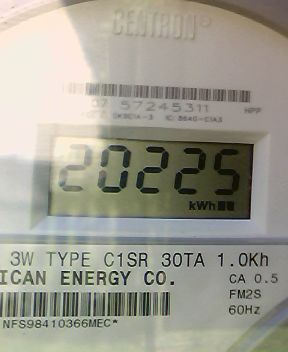 CENTRON®
07 57245311 HPP
20225
kWh
3W TYPE C1SR 30TA 1.0Kh
ICAN ENERGY CO. CA 0.5
FM2S
60Hz
NFS98410366MEC*